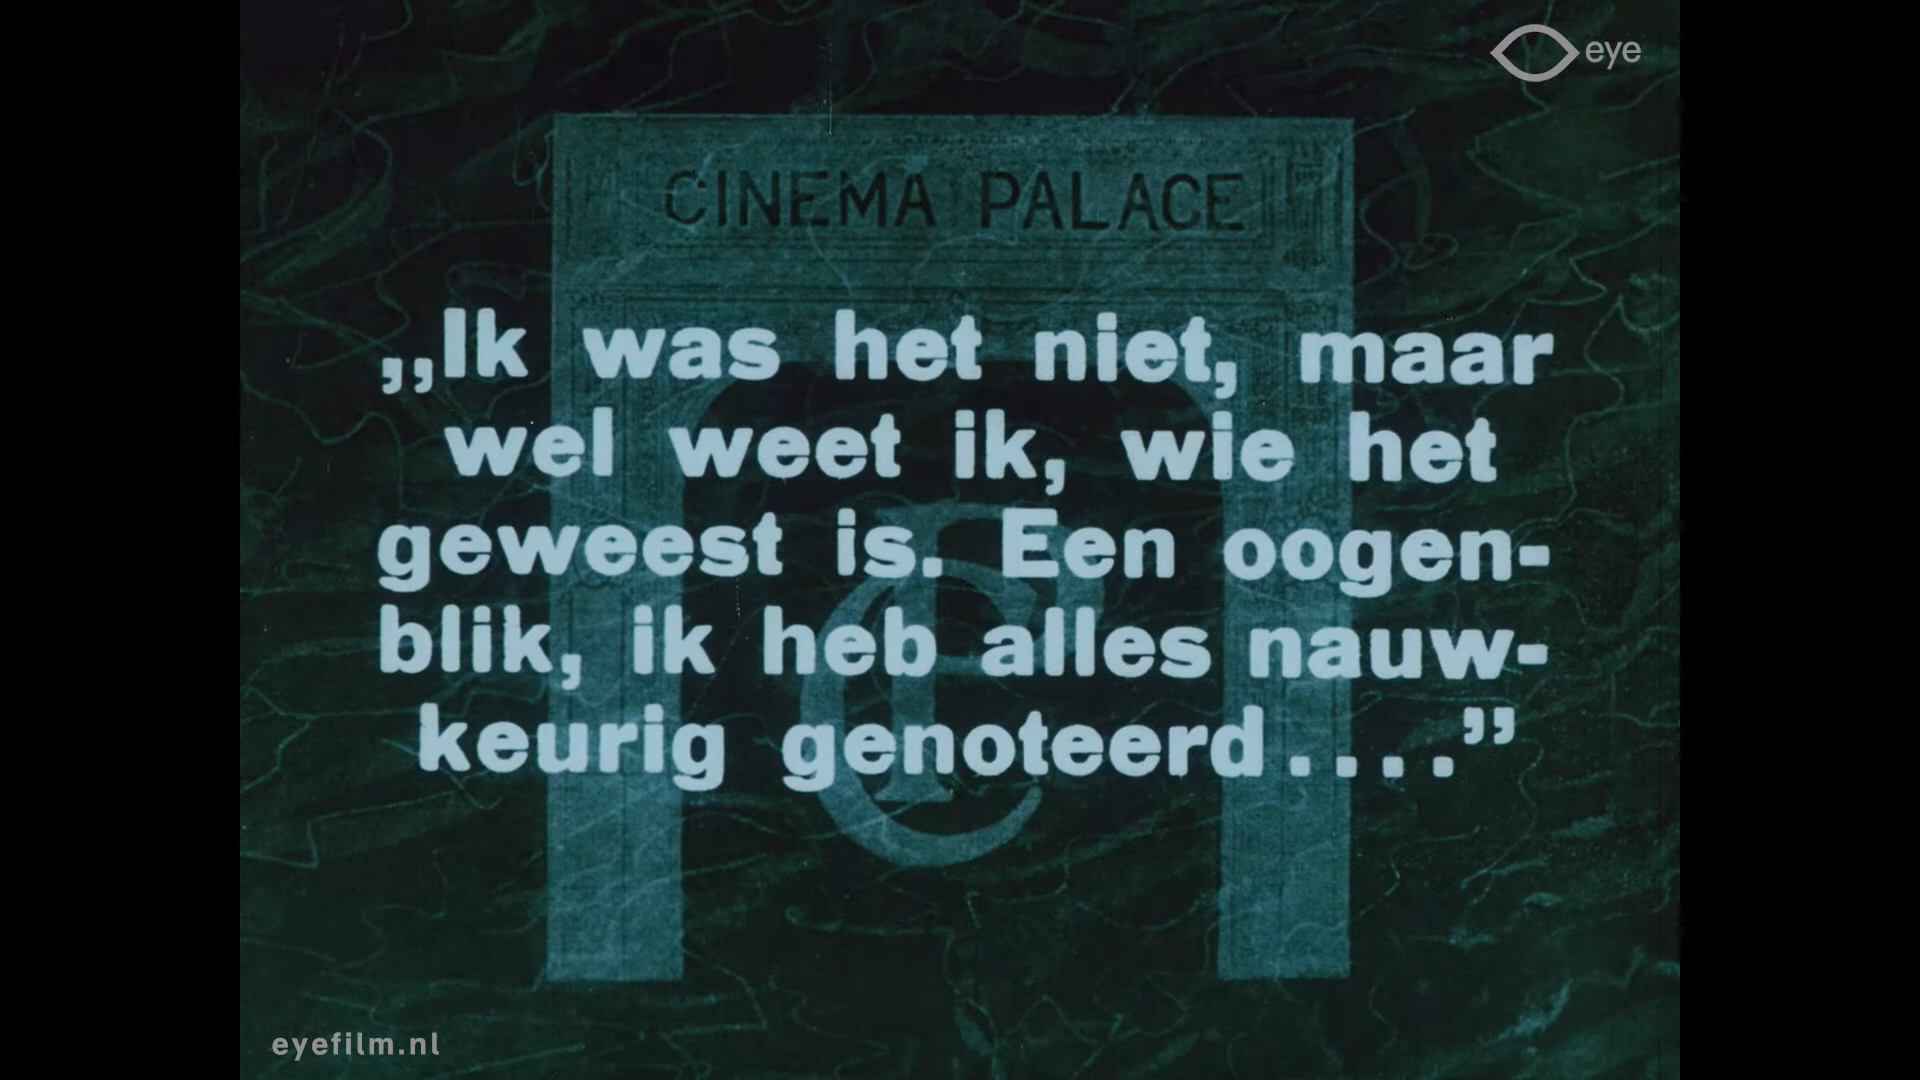 eye
CINEMA PALACE
„Ik was het niet, maar
wel weet ik, wie het
geweest is. Een oogen-
blik, ik heb alles nauw-
keurig genoteerd....”
CP
eyefilm.nl